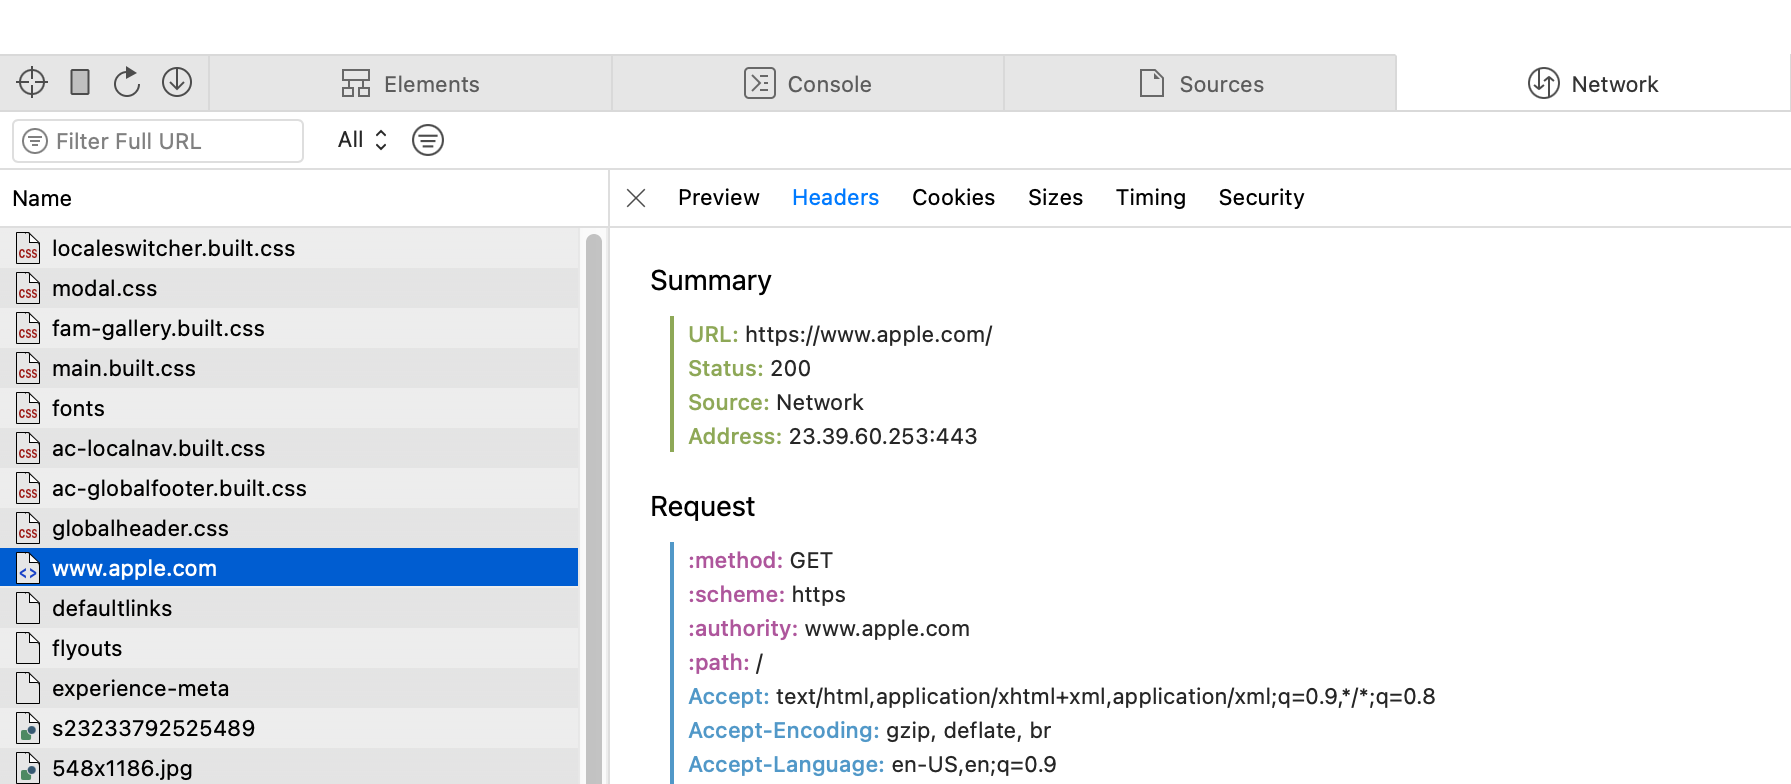 Elements Console Sources Network
Filter Full URL All
Name
Preview Headers Cookies Sizes Timing Security
CSS localeswitcher.built.css
CSS modal.css
CSS fam-gallery.built.css
CSS main.built.css
CSS fonts
CSS ac-localnav.built.css
CSS ac-globalfooter.built.css
CSS globalheader.css
www.apple.com
defaultlinks
flyouts
experience-meta
s23233792525489
548x1186.jpg
Summary
URL: https://www.apple.com/
Status: 200
Source: Network
Address: 23.39.60.253:443
Request
:method: GET
:scheme: https
:authority: www.apple.com
:path: /
Accept: text/html,application/xhtml+xml,application/xml;q=0.9,*/*;q=0.8
Accept-Encoding: gzip, deflate, br
Accept-Language: en-US,en;q=0.9